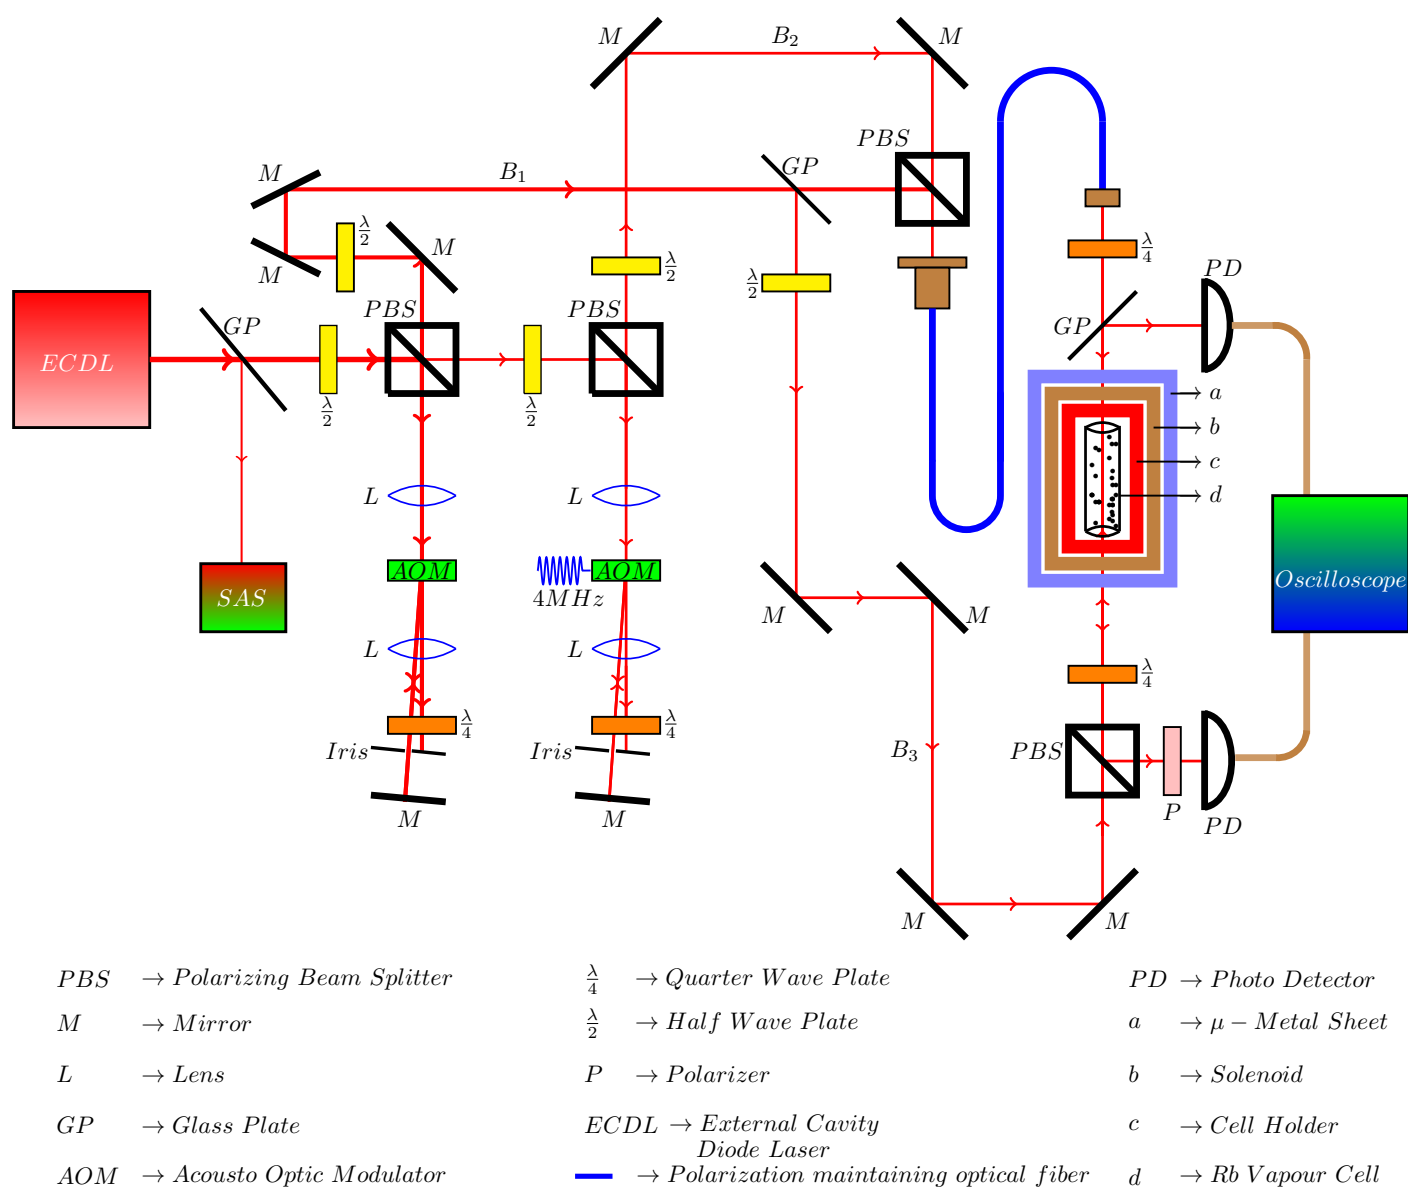 M
B₂
M
PBS
GP
M
B₁
λ/2
M
M
λ/2
λ/2
λ/4
PD
GP
PBS
PBS
GP
ECDL
λ/2
λ/2
a
b
c
d
L
L
AOM
AOM
4MHz
SAS
Oscilloscope
M
M
L
L
λ/4
λ/4
λ/4
Iris
Iris
B₃
PBS
P
PD
M
M
M
M
PBS → Polarizing Beam Splitter
λ/4 → Quarter Wave Plate
PD → Photo Detector
M → Mirror
λ/2 → Half Wave Plate
a → μ − Metal Sheet
L → Lens
P → Polarizer
b → Solenoid
GP → Glass Plate
ECDL → External Cavity
Diode Laser
c → Cell Holder
AOM → Acousto Optic Modulator
→ Polarization maintaining optical fiber
d → Rb Vapour Cell